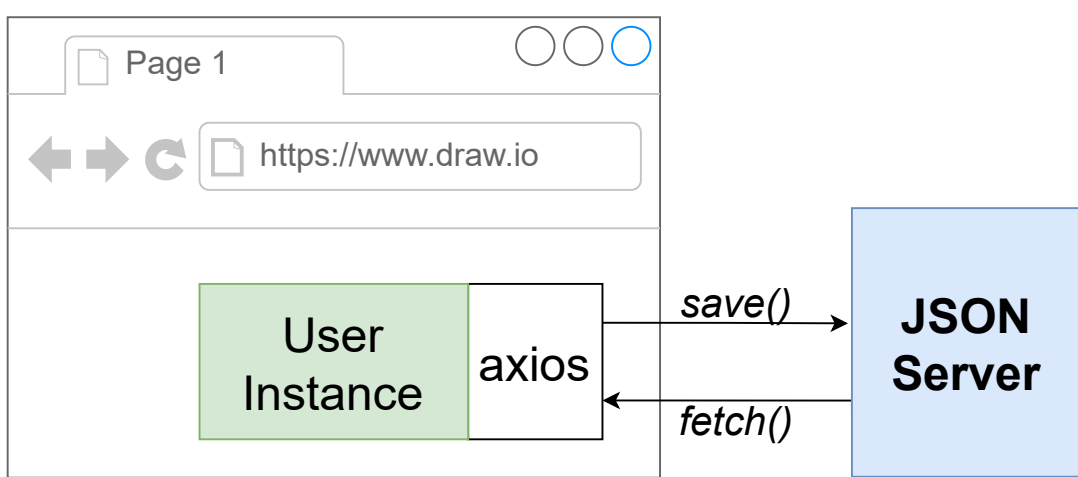 Page 1
https://www.draw.io
User
Instance
axios
save()
fetch()
JSON
Server